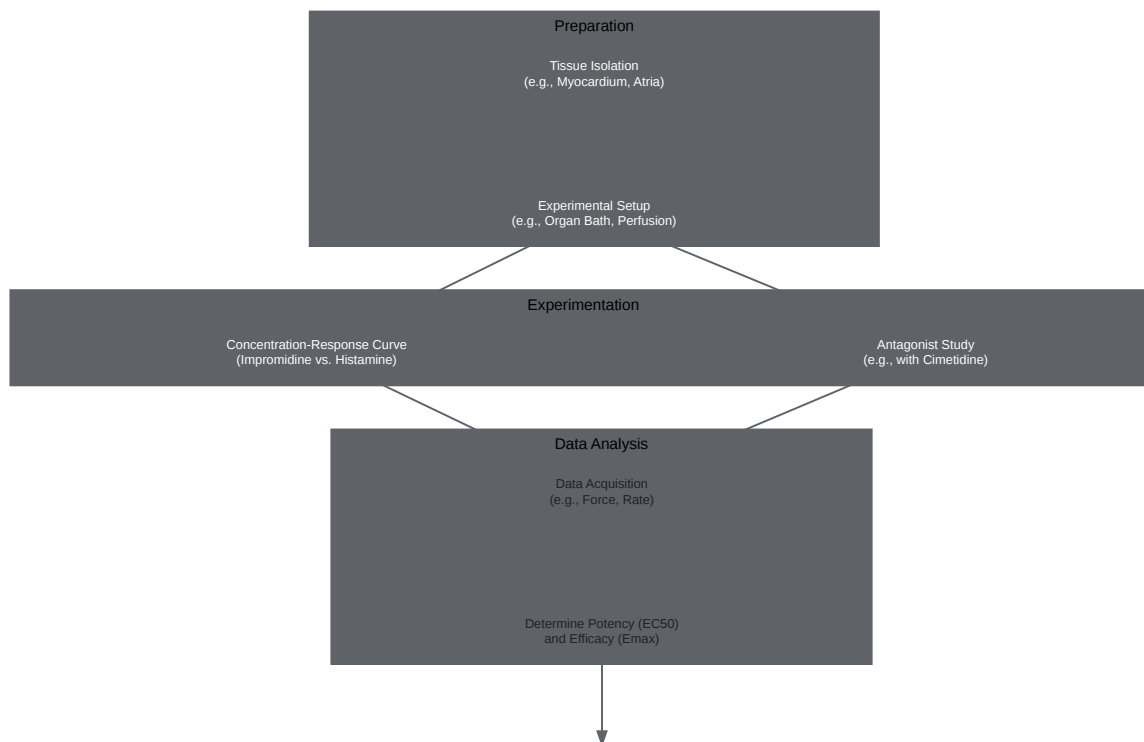 Preparation
Tissue Isolation
(e.g., Myocardium, Atria)
Experimental Setup
(e.g., Organ Bath, Perfusion)
Experimentation
Concentration-Response Curve
(Impromidine vs. Histamine)
Antagonist Study
(e.g., with Cimetidine)
Data Analysis
Data Acquisition
(e.g., Force, Rate)
Determine Potency (EC50)
and Efficacy (Emax)